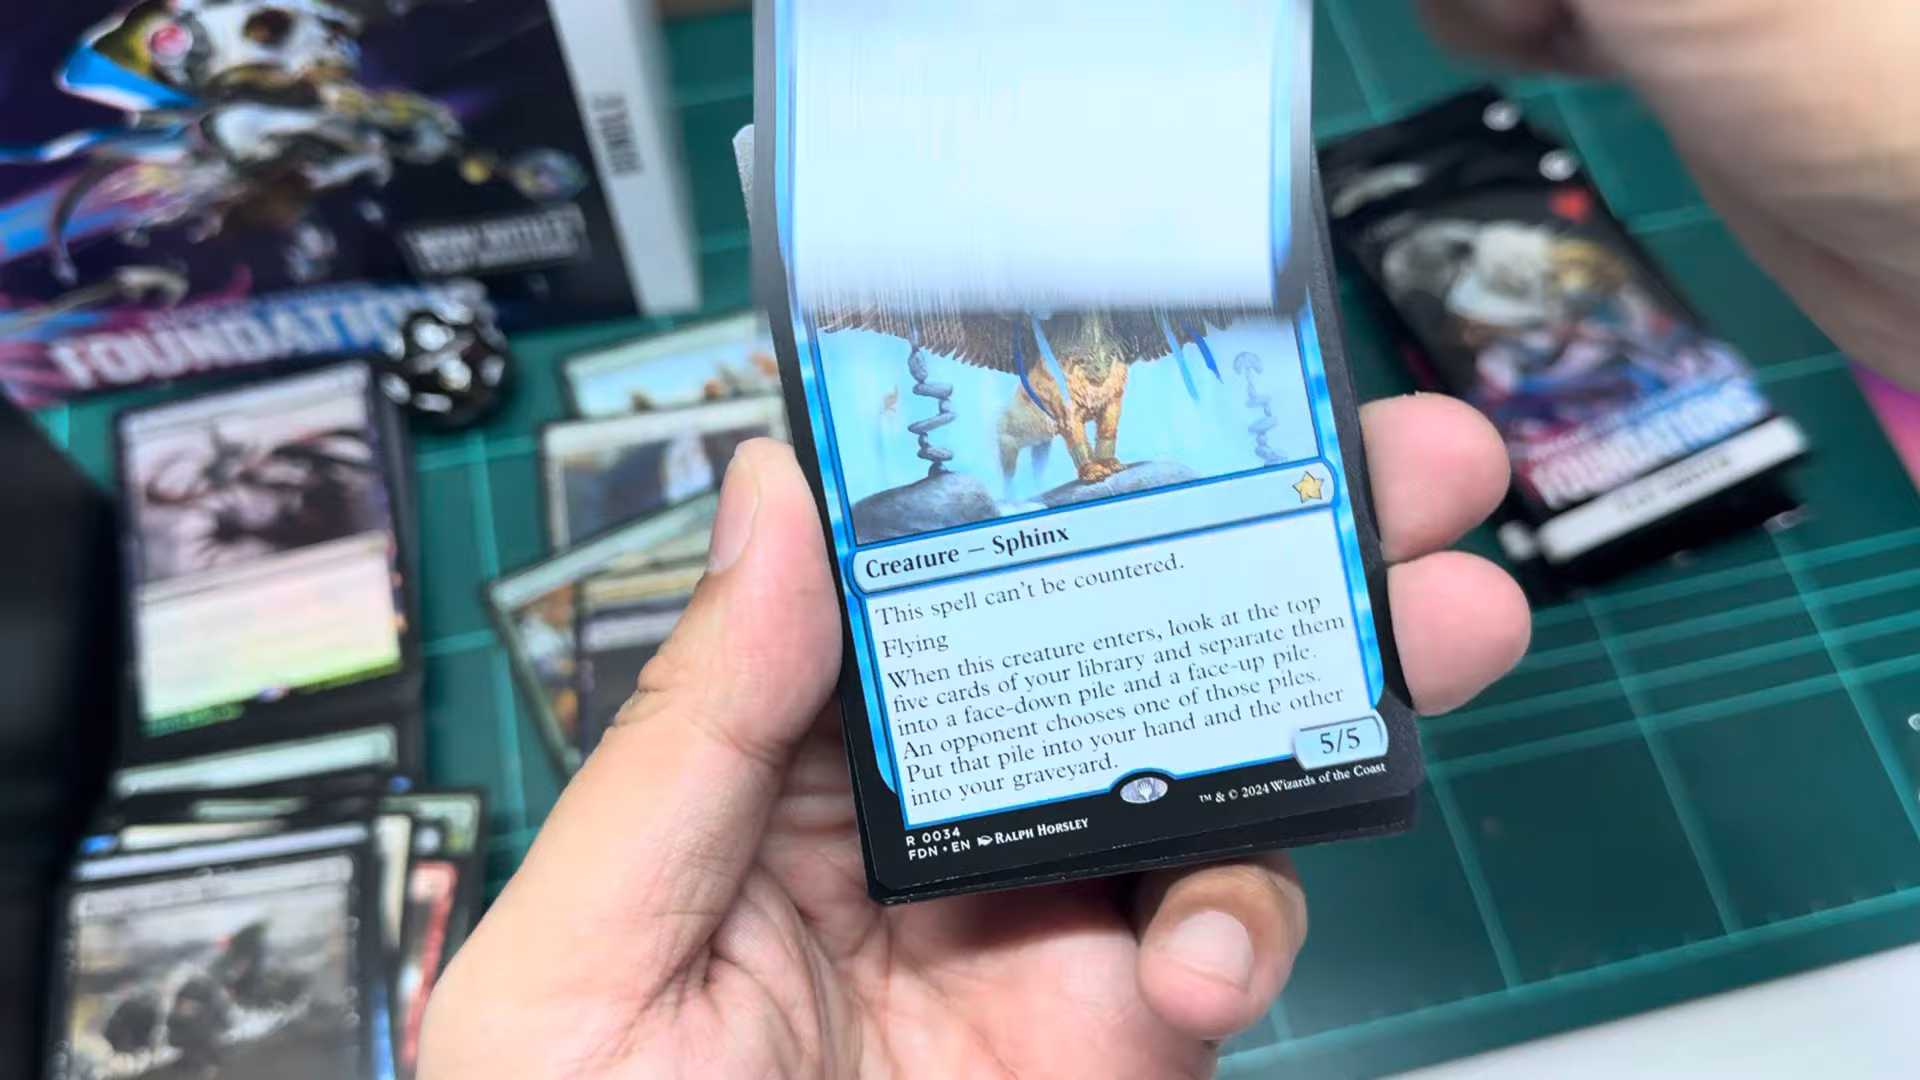 BUNDLE
FOUNDATIONS
FOUNDATIONS
PLAY BOOSTER
Creature — Sphinx
This spell can't be countered.
Flying
When this creature enters, look at the top
five cards of your library and separate them
into a face-down pile and a face-up pile.
An opponent chooses one of those piles.
Put that pile into your hand and the other
into your graveyard.
5/5
R 0034
FDN • EN RALPH HORSLEY
™ & © 2024 Wizards of the Coast